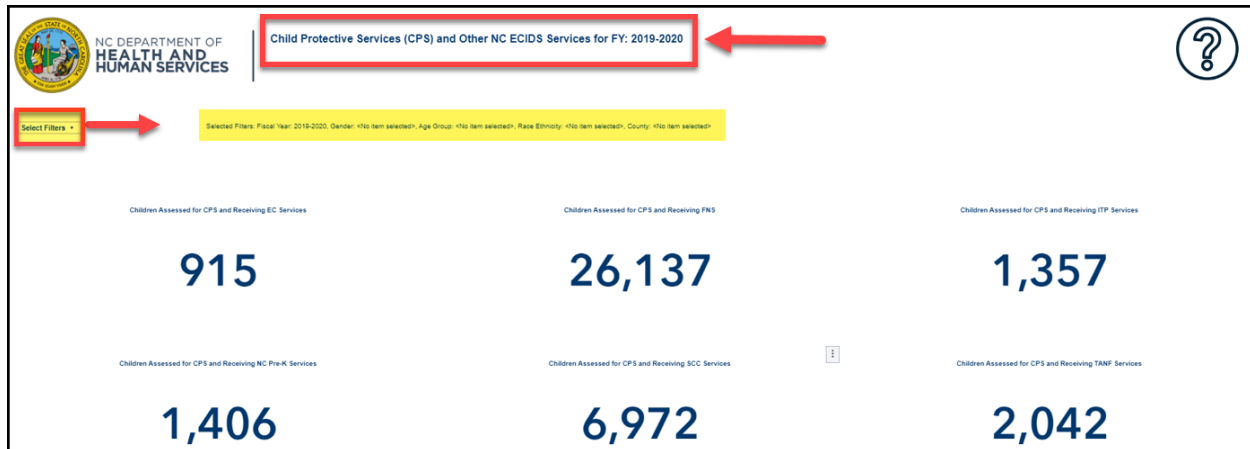 NC DEPARTMENT OF
HEALTH AND
HUMAN SERVICES
Child Protective Services (CPS) and Other NC ECIDS Services for FY: 2019-2020
?
Select Filters
Selected Filters: Fiscal Year: 2019-2020, Gender: <No item selected>, Age Group: <No item selected>, Race Ethnicity: <No item selected>, County: <No item selected>
Children Assessed for CPS and Receiving EC Services
Children Assessed for CPS and Receiving FNS
Children Assessed for CPS and Receiving ITP Services
915
26,137
1,357
Children Assessed for CPS and Receiving NC Pre-K Services
Children Assessed for CPS and Receiving SCC Services
Children Assessed for CPS and Receiving TANF Services
1,406
6,972
2,042